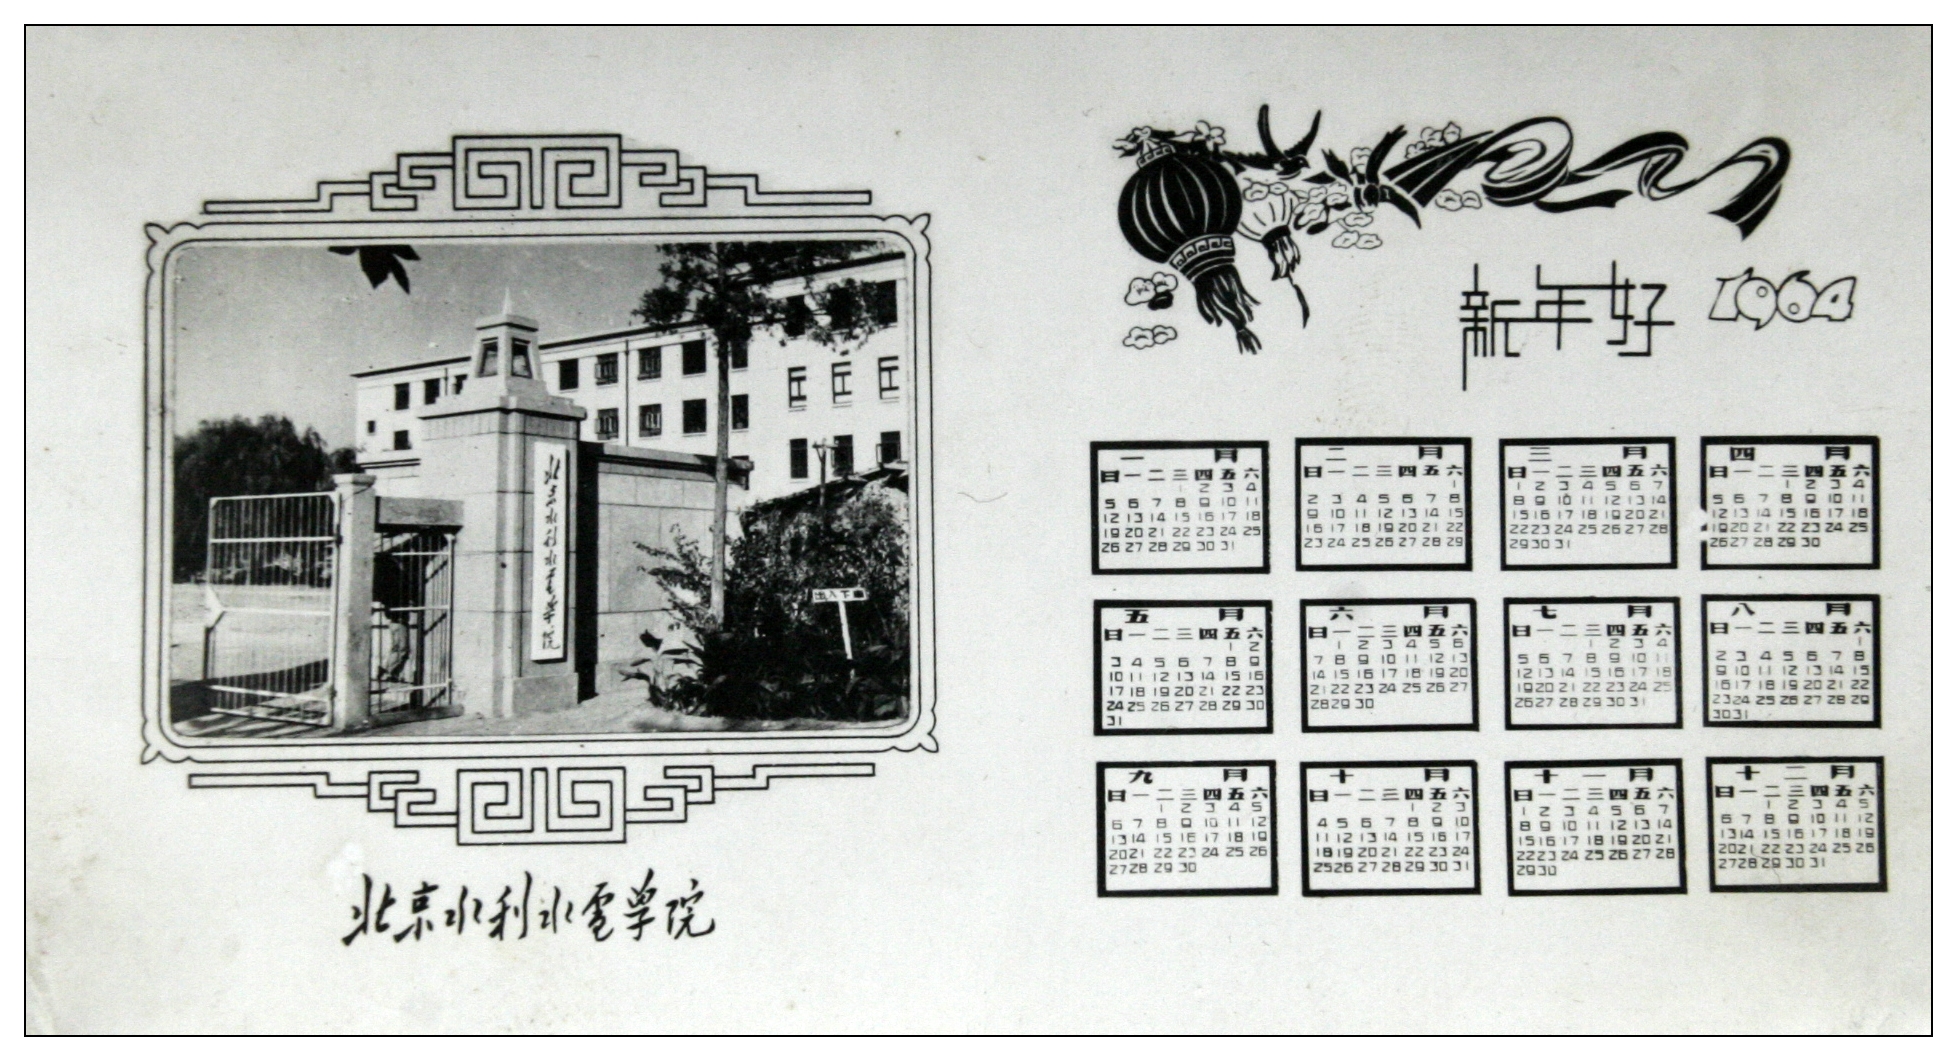 北京水利水電学院
出入下車
北京水利水電学院
新年好 1964
一月
日 一 二 三 四 五 六
1 2 3 4
5 6 7 8 9 10 11
12 13 14 15 16 17 18
19 20 21 22 23 24 25
26 27 28 29 30 31
二月
日 一 二 三 四 五 六
1
2 3 4 5 6 7 8
9 10 11 12 13 14 15
16 17 18 19 20 21 22
23 24 25 26 27 28 29
三月
日 一 二 三 四 五 六
1 2 3 4 5 6 7
8 9 10 11 12 13 14
15 16 17 18 19 20 21
22 23 24 25 26 27 28
29 30 31
四月
日 一 二 三 四 五 六
1 2 3 4
5 6 7 8 9 10 11
12 13 14 15 16 17 18
19 20 21 22 23 24 25
26 27 28 29 30
五月
日 一 二 三 四 五 六
1 2
3 4 5 6 7 8 9
10 11 12 13 14 15 16
17 18 19 20 21 22 23
24 25 26 27 28 29 30
31
六月
日 一 二 三 四 五 六
1 2 3 4 5 6
7 8 9 10 11 12 13
14 15 16 17 18 19 20
21 22 23 24 25 26 27
28 29 30
七月
日 一 二 三 四 五 六
1 2 3 4
5 6 7 8 9 10 11
12 13 14 15 16 17 18
19 20 21 22 23 24 25
26 27 28 29 30 31
八月
日 一 二 三 四 五 六
1
2 3 4 5 6 7 8
9 10 11 12 13 14 15
16 17 18 19 20 21 22
23 24 25 26 27 28 29
30 31
九月
日 一 二 三 四 五 六
1 2 3 4 5
6 7 8 9 10 11 12
13 14 15 16 17 18 19
20 21 22 23 24 25 26
27 28 29 30
十月
日 一 二 三 四 五 六
1 2 3
4 5 6 7 8 9 10
11 12 13 14 15 16 17
18 19 20 21 22 23 24
25 26 27 28 29 30 31
十一月
日 一 二 三 四 五 六
1 2 3 4 5 6 7
8 9 10 11 12 13 14
15 16 17 18 19 20 21
22 23 24 25 26 27 28
29 30
十二月
日 一 二 三 四 五 六
1 2 3 4 5
6 7 8 9 10 11 12
13 14 15 16 17 18 19
20 21 22 23 24 25 26
27 28 29 30 31